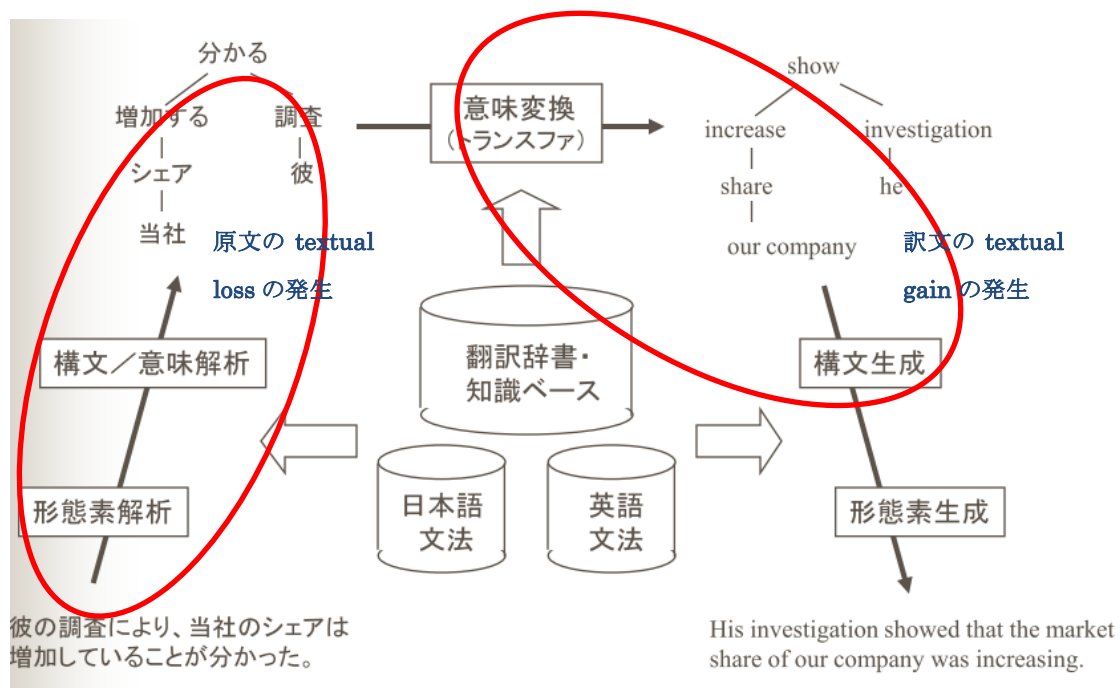 分かる
増加する
調査
シェア
彼
当社
原文の textual
loss の発生
構文／意味解析
形態素解析
彼の調査により、当社のシェアは
増加していることが分かった。
意味変換
（トランスファ）
翻訳辞書・
知識ベース
日本語
文法
英語
文法
show
increase
investigation
share
he
our company
訳文の textual
gain の発生
構文生成
形態素生成
His investigation showed that the market
share of our company was increasing.